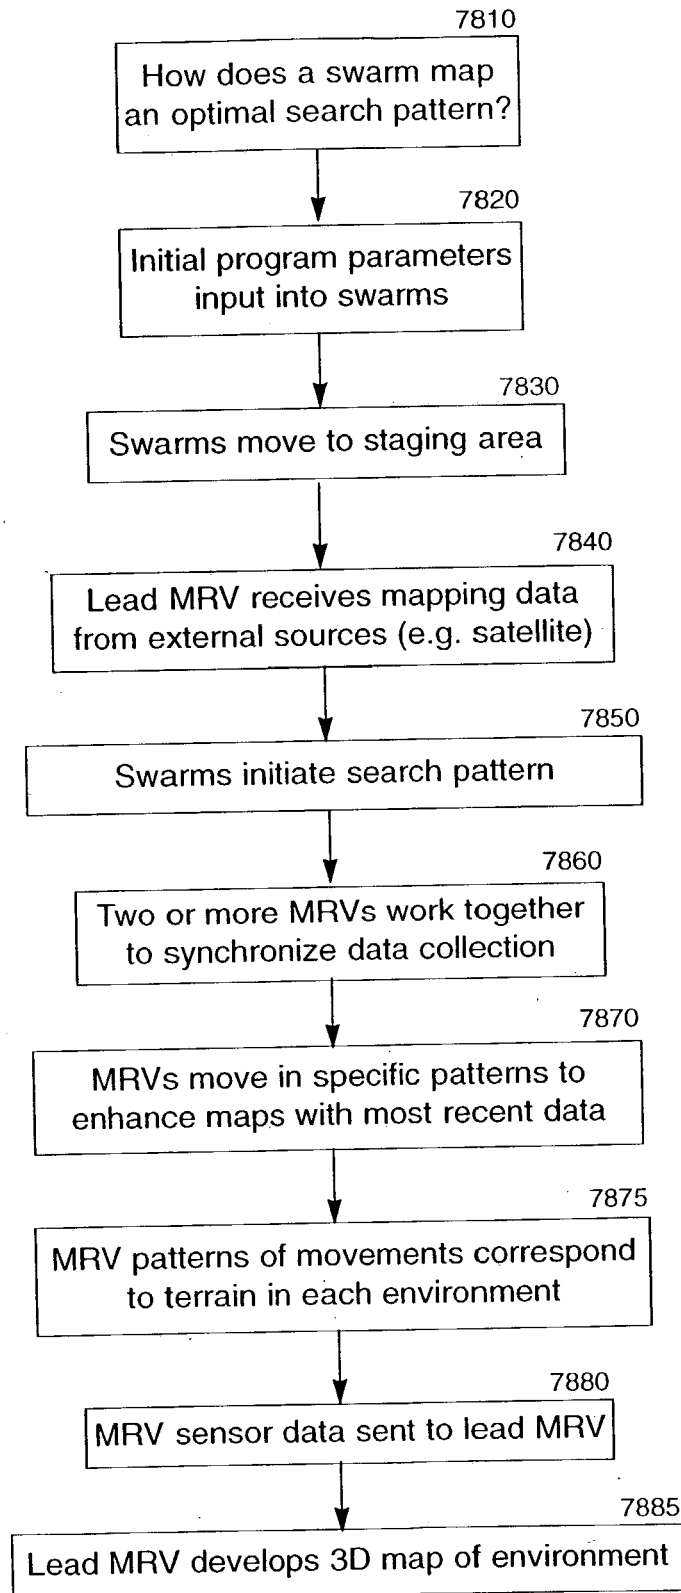 7810
How does a swarm map
an optimal search pattern?
7820
Initial program parameters
input into swarms
7830
Swarms move to staging area
7840
Lead MRV receives mapping data
from external sources (e.g. satellite)
7850
Swarms initiate search pattern
7860
Two or more MRVs work together
to synchronize data collection
7870
MRVs move in specific patterns to
enhance maps with most recent data
7875
MRV patterns of movements correspond
to terrain in each environment
7880
MRV sensor data sent to lead MRV
7885
Lead MRV develops 3D map of environment